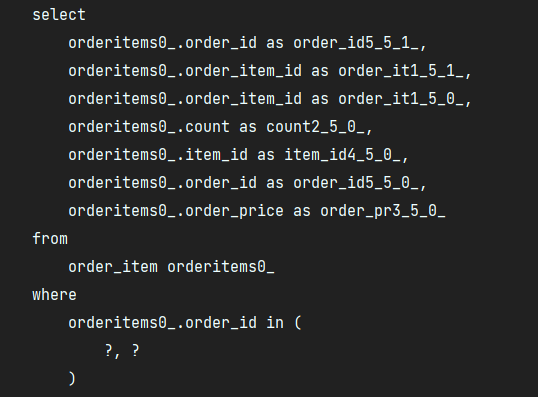 select
orderitems0_.order_id as order_id5_5_1_,
orderitems0_.order_item_id as order_it1_5_1_,
orderitems0_.order_item_id as order_it1_5_0_,
orderitems0_.count as count2_5_0_,
orderitems0_.item_id as item_id4_5_0_,
orderitems0_.order_id as order_id5_5_0_,
orderitems0_.order_price as order_pr3_5_0_
from
order_item orderitems0_
where
orderitems0_.order_id in (
?, ?
)